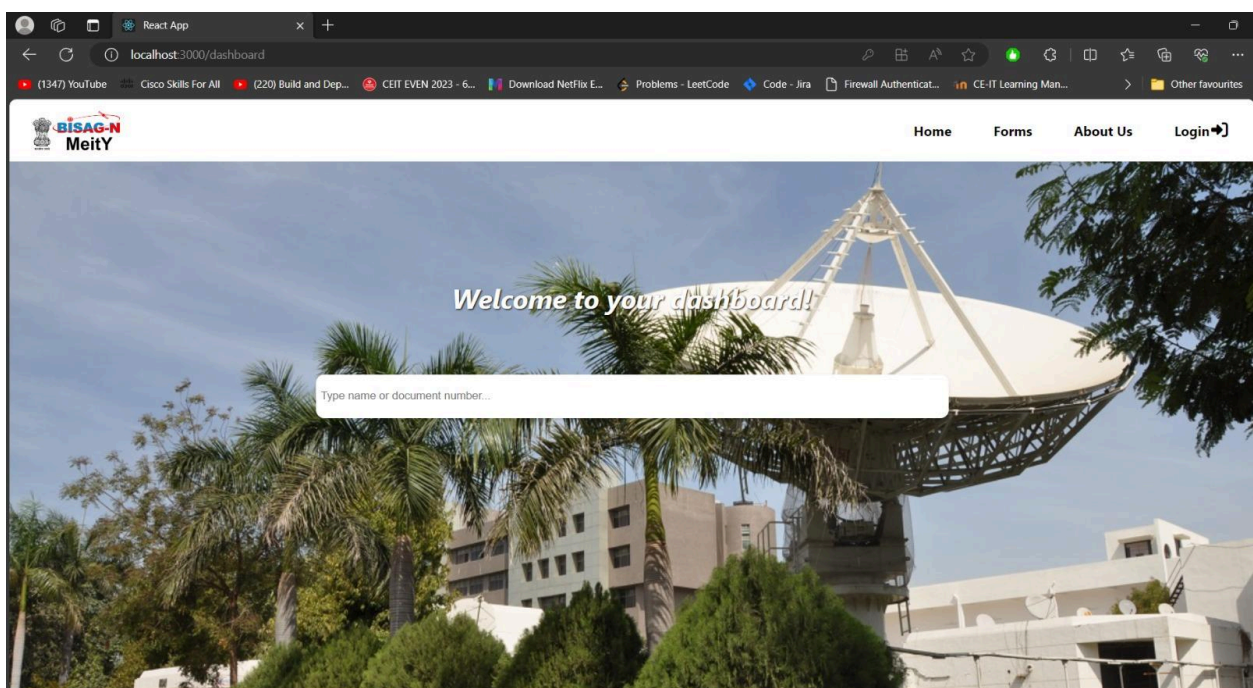 React App
localhost:3000/dashboard
(1347) YouTube Cisco Skills For All (220) Build and Dep... CEIT EVEN 2023 - 6... Download NetFlix E... Problems - LeetCode Code - Jira Firewall Authenticat... CE-IT Learning Man... Other favourites
BISAG-N
MeitY
Home Forms About Us Login
Welcome to your dashboard!
Type name or document number...